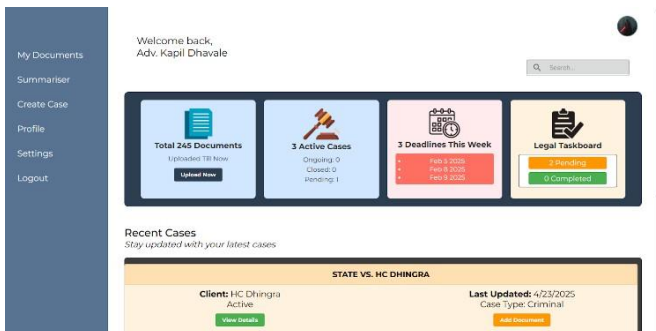 Welcome back,
Adv. Kapil Dhavale
My Documents
Summariser
Create Case
Profile
Settings
Logout
Search...
Total 245 Documents
Uploaded Till Now
Upload Now
3 Active Cases
Ongoing: 0
Closed: 0
Pending: 1
3 Deadlines This Week
Feb 5 2025
Feb 8 2025
Feb 9 2025
Legal Taskboard
2 Pending
0 Completed
Recent Cases
Stay updated with your latest cases
STATE VS. HC DHINGRA
Client: HC Dhingra
Active
View Details
Last Updated: 4/23/2025
Case Type: Criminal
Add Document